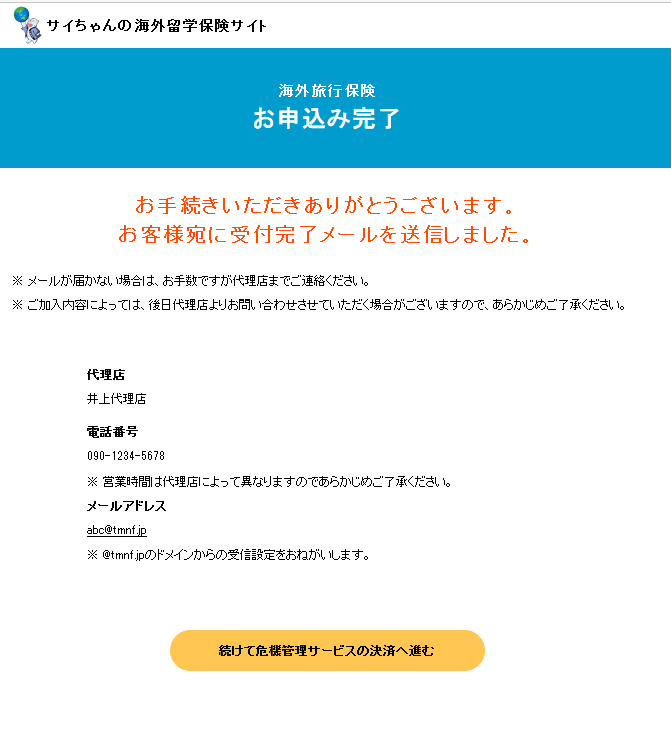 サイちゃんの海外留学保険サイト
海外旅行保険
お申込み完了
お手続きいただきありがとうございます。
お客様宛に受付完了メールを送信しました。
※ メールが届かない場合は、お手数ですが代理店までご連絡ください。
※ ご加入内容によっては、後日代理店よりお問い合わせさせていただく場合がございますので、あらかじめご了承ください。
代理店
井上代理店
電話番号
090-1234-5678
※ 営業時間は代理店によって異なりますのであらかじめご了承ください。
メールアドレス
abc@tmnf.jp
※ @tmnf.jpのドメインからの受信設定をおねがいします。
続けて危機管理サービスの決済へ進む